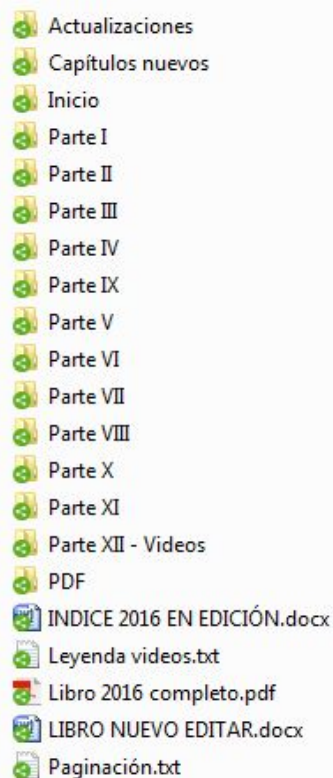 Actualizaciones
Capítulos nuevos
Inicio
Parte I
Parte II
Parte III
Parte IV
Parte IX
Parte V
Parte VI
Parte VII
Parte VIII
Parte X
Parte XI
Parte XII - Videos
PDF
INDICE 2016 EN EDICIÓN.docx
Leyenda videos.txt
Libro 2016 completo.pdf
LIBRO NUEVO EDITAR.docx
Paginación.txt